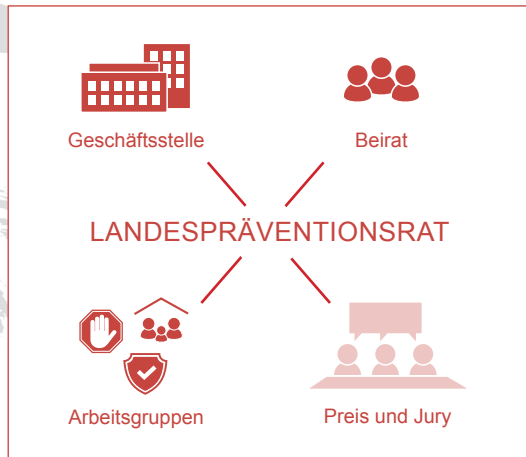 Geschäftsstelle
Beirat
LANDESPRÄVENTIONSRAT
Arbeitsgruppen
Preis und Jury